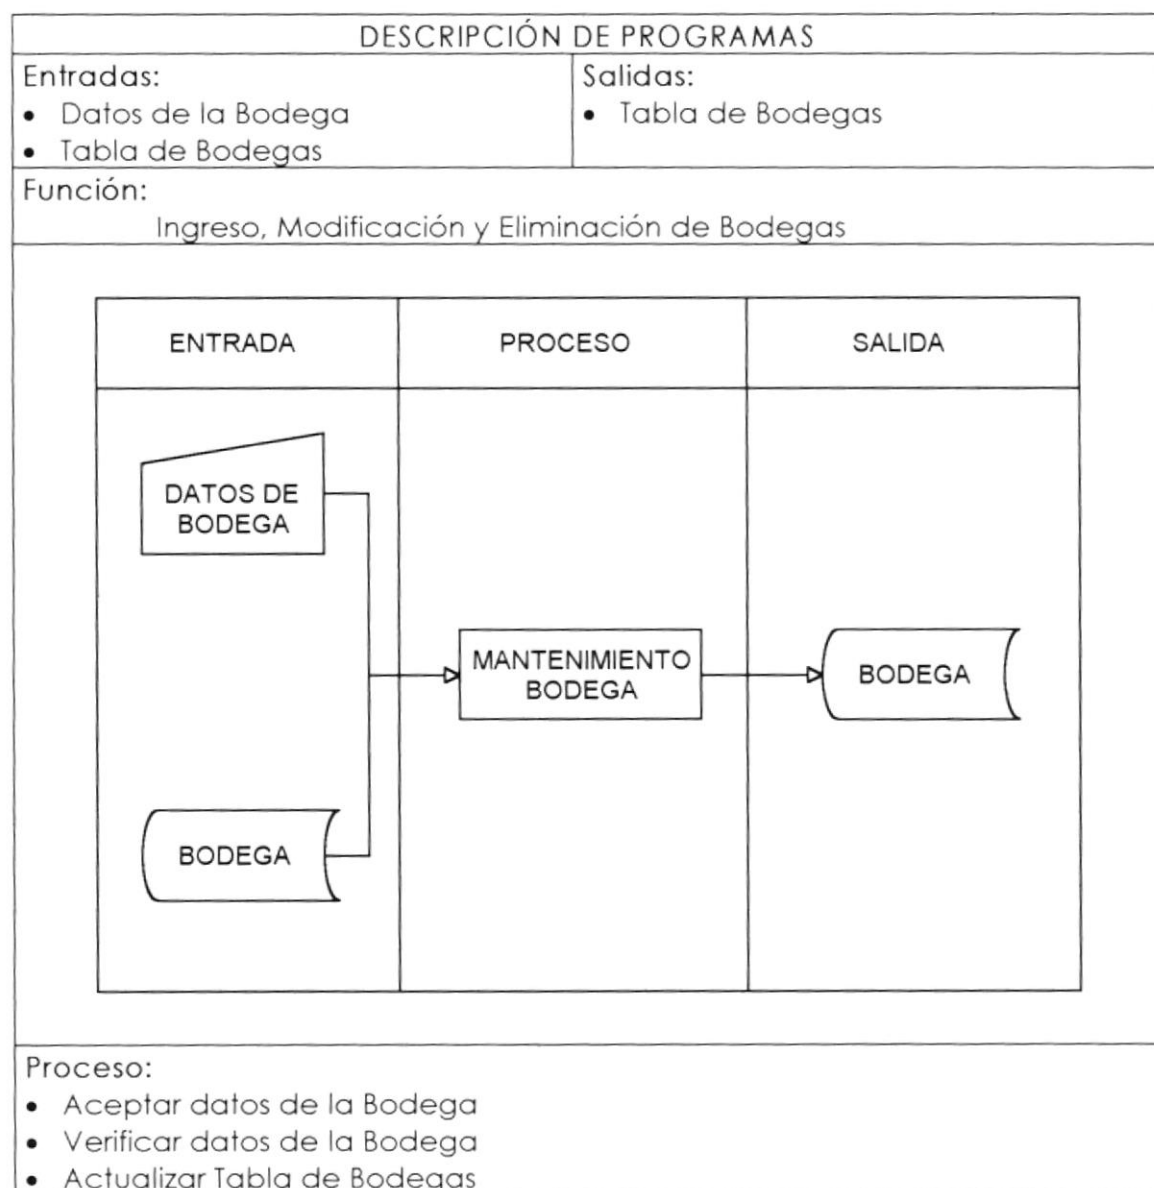 DESCRIPCIÓN DE PROGRAMAS
Entradas:
• Datos de la Bodega
• Tabla de Bodegas
Salidas:
• Tabla de Bodegas
Función:
Ingreso, Modificación y Eliminación de Bodegas
ENTRADA
PROCESO
SALIDA
DATOS DE
BODEGA
MANTENIMIENTO
BODEGA
BODEGA
BODEGA
Proceso:
• Aceptar datos de la Bodega
• Verificar datos de la Bodega
• Actualizar Tabla de Bodegas